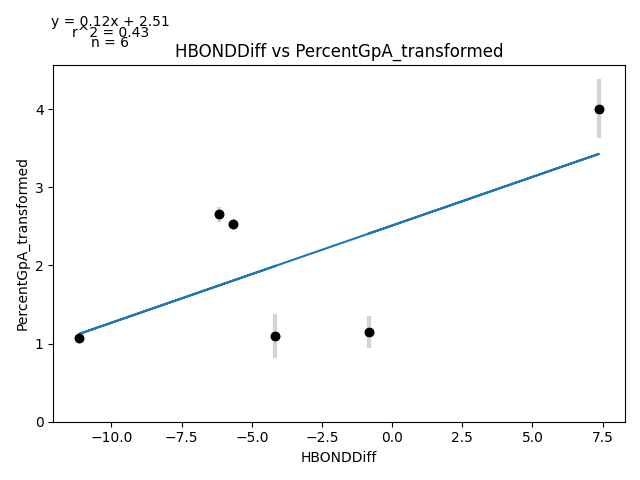 y = 0.12x + 2.51
r^2 = 0.43
n = 6
HBONDDiff vs PercentGpA_transformed
PercentGpA_transformed
4
3
2
1
0
−10.0 −7.5 −5.0 −2.5 0.0 2.5 5.0 7.5
HBONDDiff